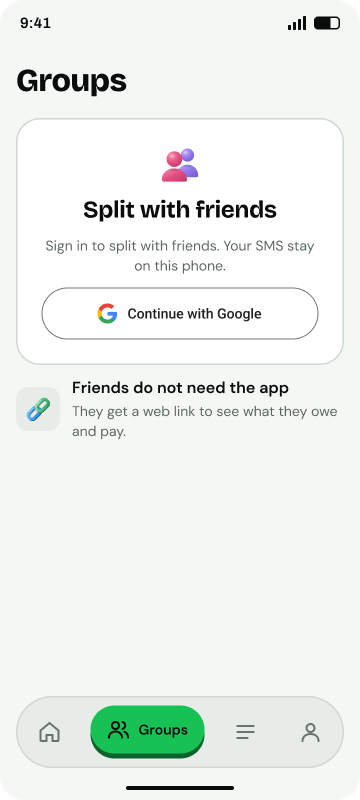 9:41
Groups
Split with friends
Sign in to split with friends. Your SMS stay
on this phone.
Continue with Google
Friends do not need the app
They get a web link to see what they owe
and pay.
Groups